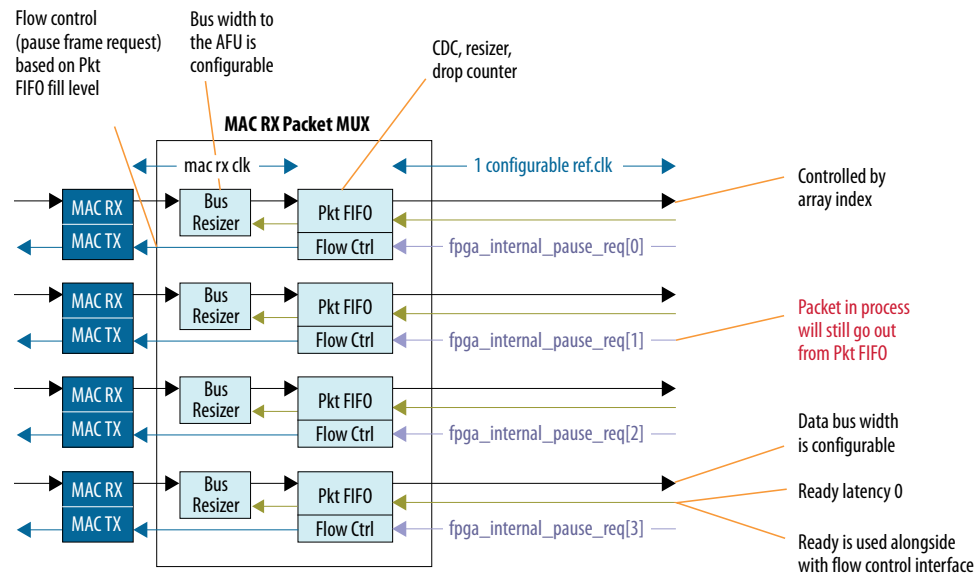 Flow control
(pause frame request)
based on Pkt
FIFO fill level
Bus width to
the AFU is
configurable
CDC, resizer,
drop counter
MAC RX Packet MUX
mac rx clk
1 configurable ref.clk
MAC RX
MAC TX
Bus
Resizer
Pkt FIFO
Flow Ctrl
fpga_internal_pause_req[0]
Controlled by
array index
MAC RX
MAC TX
Bus
Resizer
Pkt FIFO
Flow Ctrl
fpga_internal_pause_req[1]
Packet in process
will still go out
from Pkt FIFO
MAC RX
MAC TX
Bus
Resizer
Pkt FIFO
Flow Ctrl
fpga_internal_pause_req[2]
Data bus width
is configurable
MAC RX
MAC TX
Bus
Resizer
Pkt FIFO
Flow Ctrl
fpga_internal_pause_req[3]
Ready latency 0
Ready is used alongside
with flow control interface